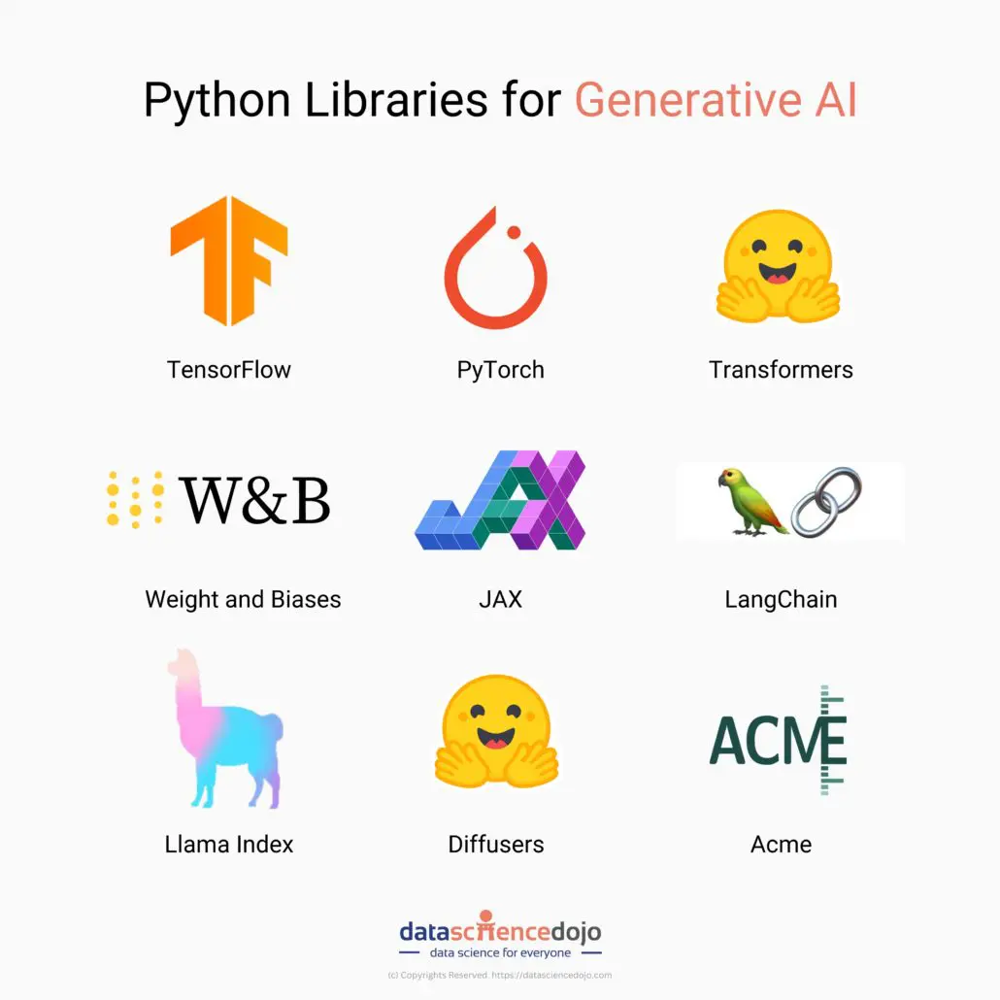 Python Libraries for Generative AI
TensorFlow
PyTorch
Transformers
W&B
JAX
Weight and Biases
JAX
LangChain
Llama Index
Diffusers
ACME
Acme
datasciencedojo
data science for everyone
(c) Copyrights Reserved. https://datasciencedojo.com